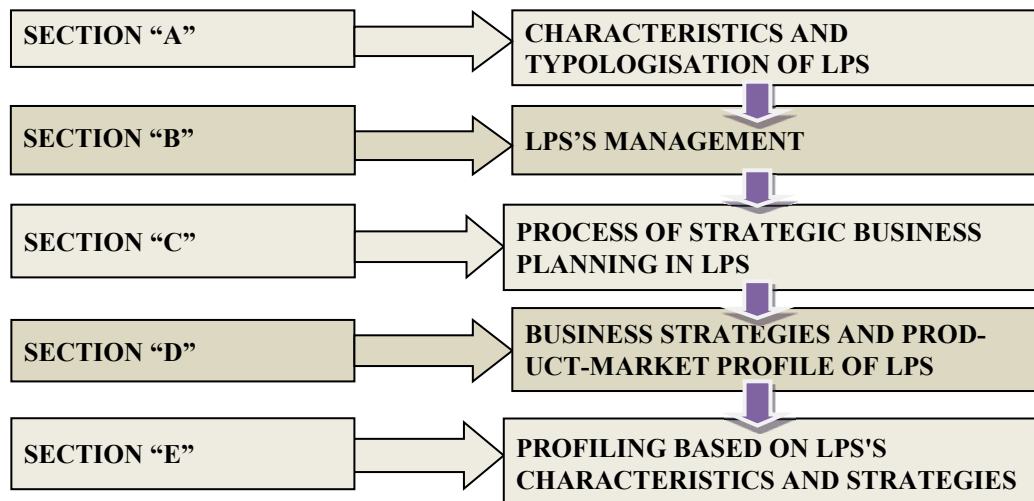 SECTION “A”
CHARACTERISTICS AND
TYPOLOGISATION OF LPS
SECTION “B”
LPS’S MANAGEMENT
SECTION “C”
PROCESS OF STRATEGIC BUSINESS
PLANNING IN LPS
SECTION “D”
BUSINESS STRATEGIES AND PROD-
UCT-MARKET PROFILE OF LPS
SECTION “E”
PROFILING BASED ON LPS'S
CHARACTERISTICS AND STRATEGIES